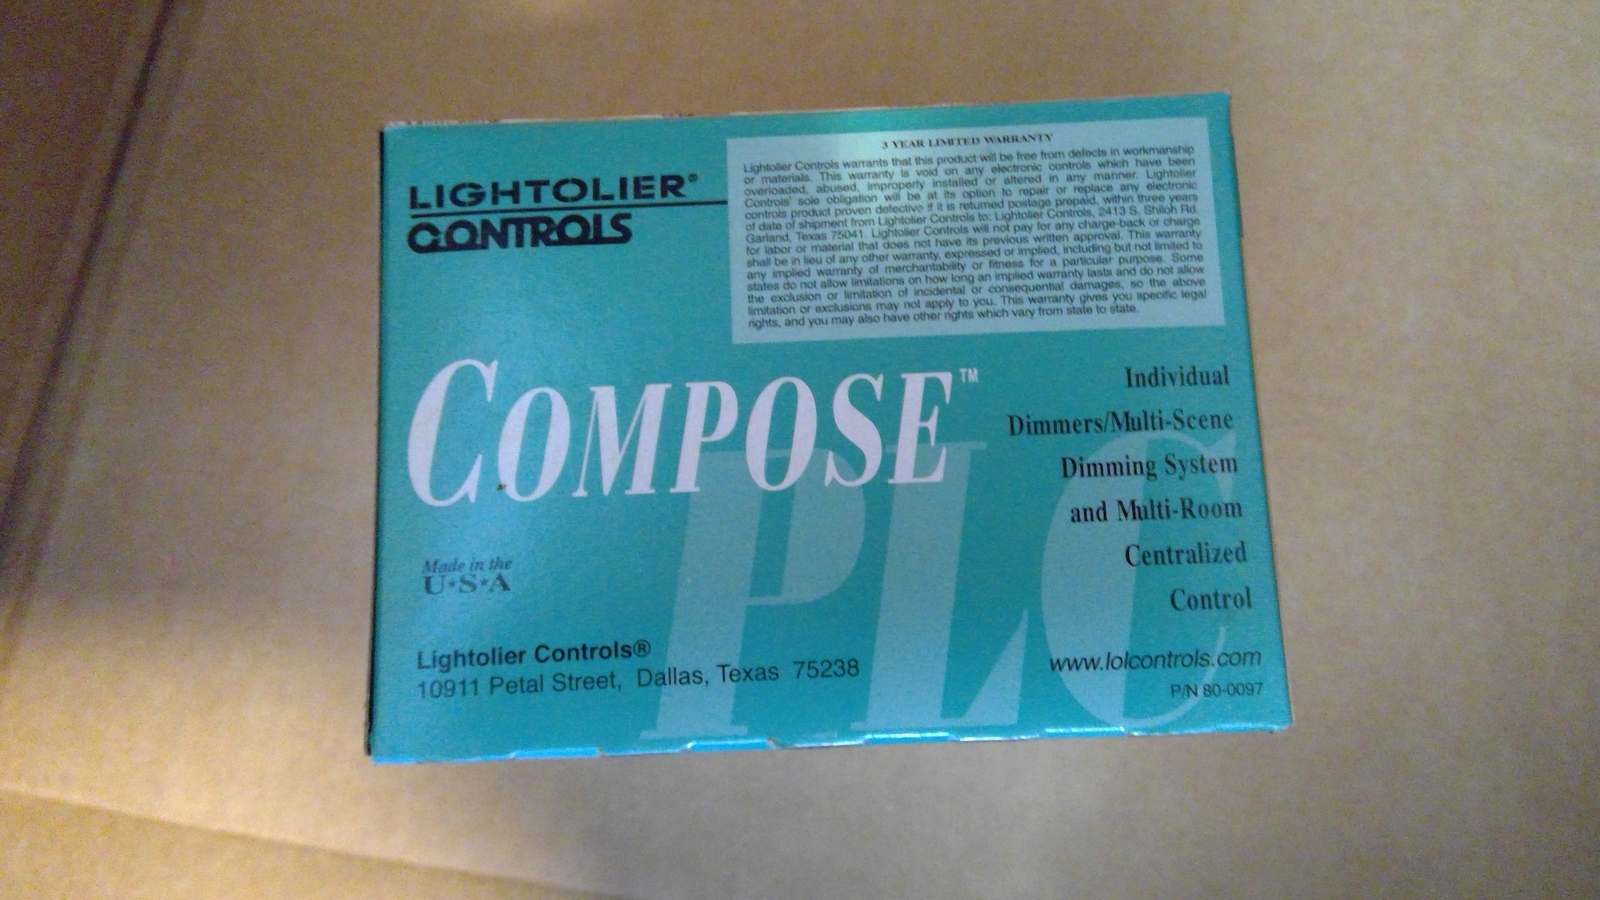 LIGHTOLIER®
CONTROLS
3 YEAR LIMITED WARRANTY
Lightolier Controls warrants that this product will be free from defects in workmanship
or materials. This warranty is void on any electronic controls which have been
overloaded, abused, improperly installed or altered in any manner. Lightolier
Controls' sole obligation will be at its option to repair or replace any electronic
controls product proven defective if it is returned postage prepaid, within three years
of date of shipment from Lightolier Controls to: Lightolier Controls, 2413 S. Shiloh Rd.
Garland, Texas 75041. Lightolier Controls will not pay for any charge-back or charge
for labor or material that does not have its previous written approval. This warranty
shall be in lieu of any other warranty, expressed or implied, including but not limited to
any implied warranty of merchantability or fitness for a particular purpose. Some
states do not allow limitations on how long an implied warranty lasts and do not allow
the exclusion or limitation of incidental or consequential damages, so the above
limitation or exclusions may not apply to you. This warranty gives you specific legal
rights, and you may also have other rights which vary from state to state.
COMPOSE™
PLC
Individual
Dimmers/Multi-Scene
Dimming System
and Multi-Room
Centralized
Control
Made in the
U★S★A
Lightolier Controls®
10911 Petal Street, Dallas, Texas 75238
www.lolcontrols.com
P/N 80-0097